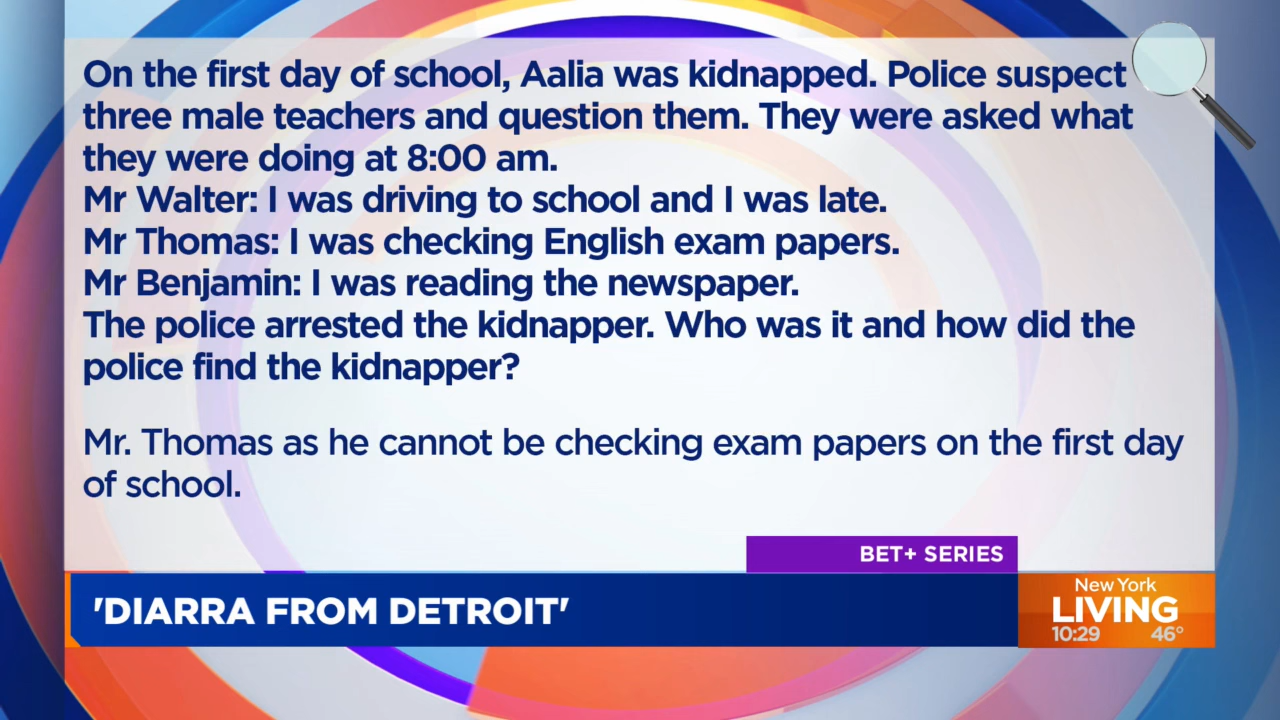 On the first day of school, Aalia was kidnapped. Police suspect
three male teachers and question them. They were asked what
they were doing at 8:00 am.
Mr Walter: I was driving to school and I was late.
Mr Thomas: I was checking English exam papers.
Mr Benjamin: I was reading the newspaper.
The police arrested the kidnapper. Who was it and how did the
police find the kidnapper?
Mr. Thomas as he cannot be checking exam papers on the first day
of school.
BET+ SERIES
'DIARRA FROM DETROIT'
New York
LIVING
10:29 46°